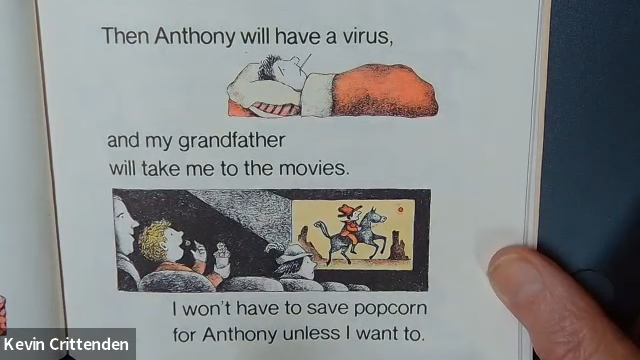 Then Anthony will have a virus,
and my grandfather
will take me to the movies.
I won't have to save popcorn
for Anthony unless I want to.
Kevin Crittenden